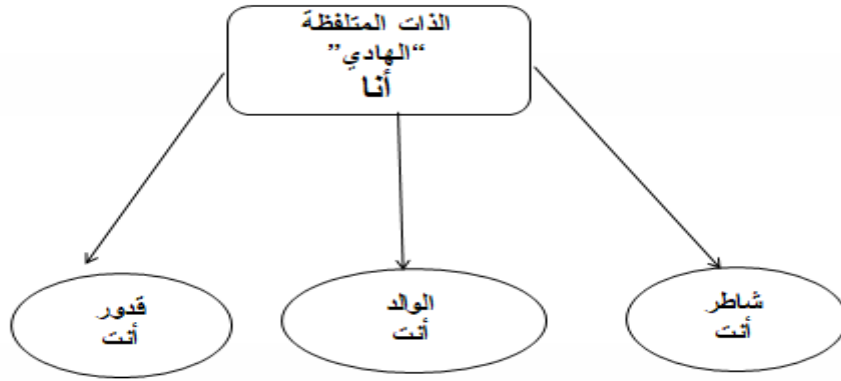 الذات المتلفظة
“الهادي”
أنا
شاطر
أنت
الوالد
أنت
قدور
أنت